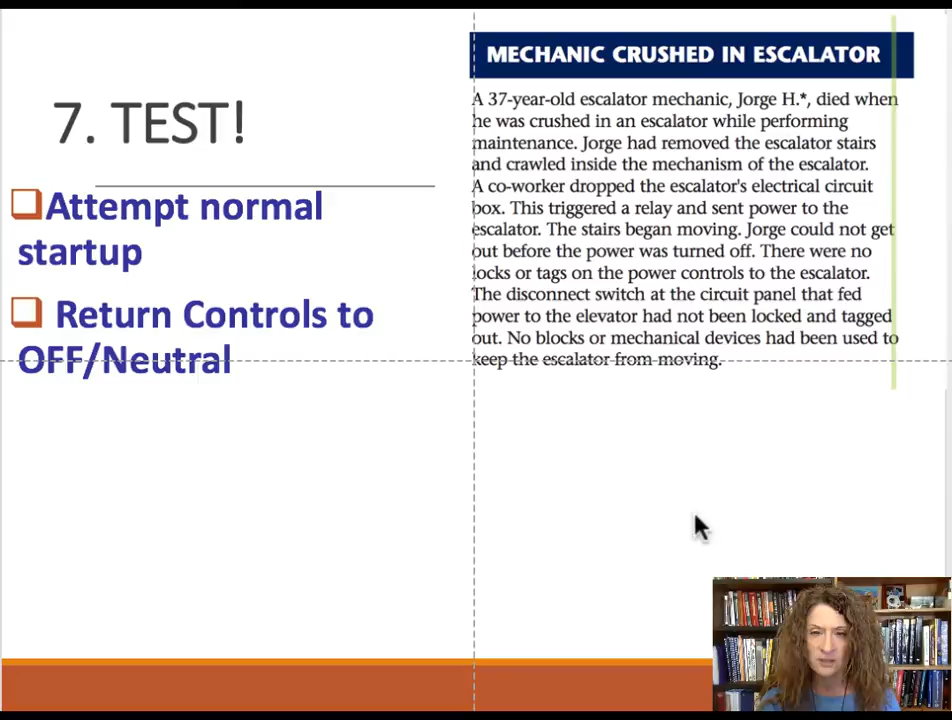 7. TEST!
Attempt normal
startup
Return Controls to
OFF/Neutral
MECHANIC CRUSHED IN ESCALATOR
A 37-year-old escalator mechanic, Jorge H.*, died when
he was crushed in an escalator while performing
maintenance. Jorge had removed the escalator stairs
and crawled inside the mechanism of the escalator.
A co-worker dropped the escalator's electrical circuit
box. This triggered a relay and sent power to the
escalator. The stairs began moving. Jorge could not get
out before the power was turned off. There were no
locks or tags on the power controls to the escalator.
The disconnect switch at the circuit panel that fed
power to the elevator had not been locked and tagged
out. No blocks or mechanical devices had been used to
keep the escalator from moving.